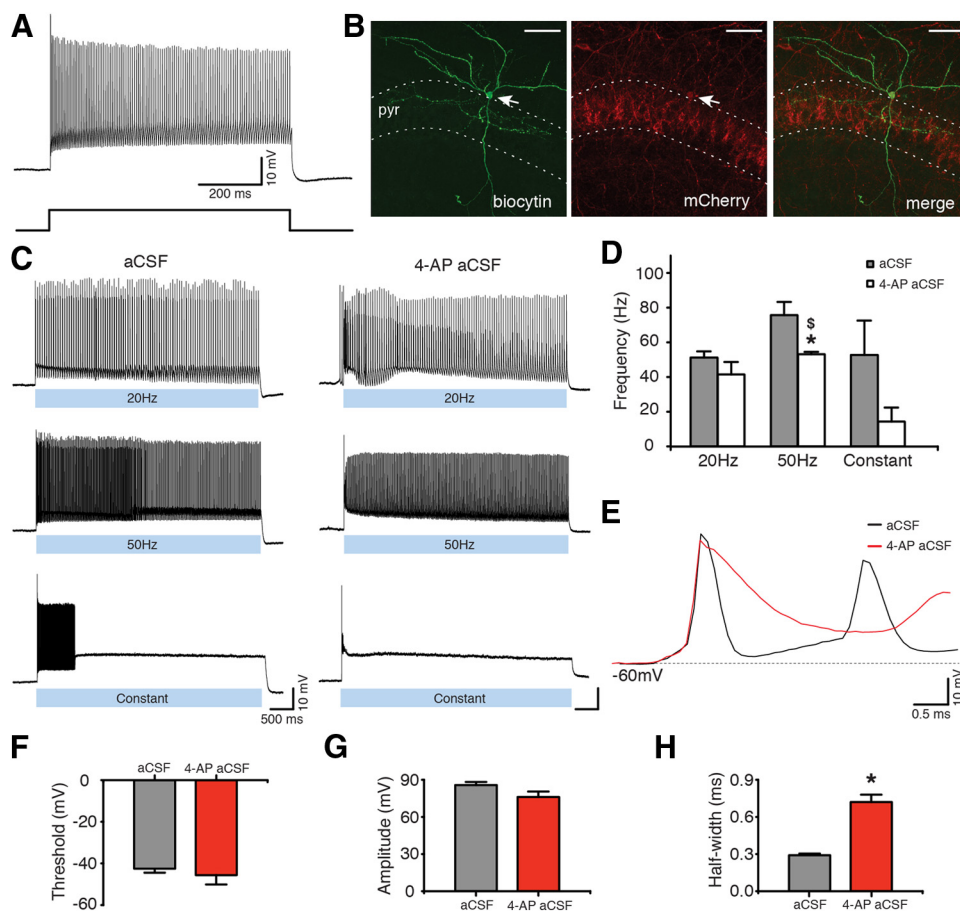 A
10 mV
200 ms
B
pyr
biocytin
mCherry
merge
C
aCSF
4-AP aCSF
20Hz
20Hz
50Hz
50Hz
Constant
Constant
500 ms
10 mV
D
Frequency (Hz)
100
80
60
40
20
0
aCSF
4-AP aCSF
$
*
20Hz
50Hz
Constant
E
aCSF
4-AP aCSF
-60mV
0.5 ms
10 mV
F
aCSF
4-AP aCSF
Threshold (mV)
0
-20
-40
-60
G
Amplitude (mV)
90
60
30
0
aCSF
4-AP aCSF
H
Half-width (ms)
0.9
0.6
0.3
0.0
*
aCSF
4-AP aCSF